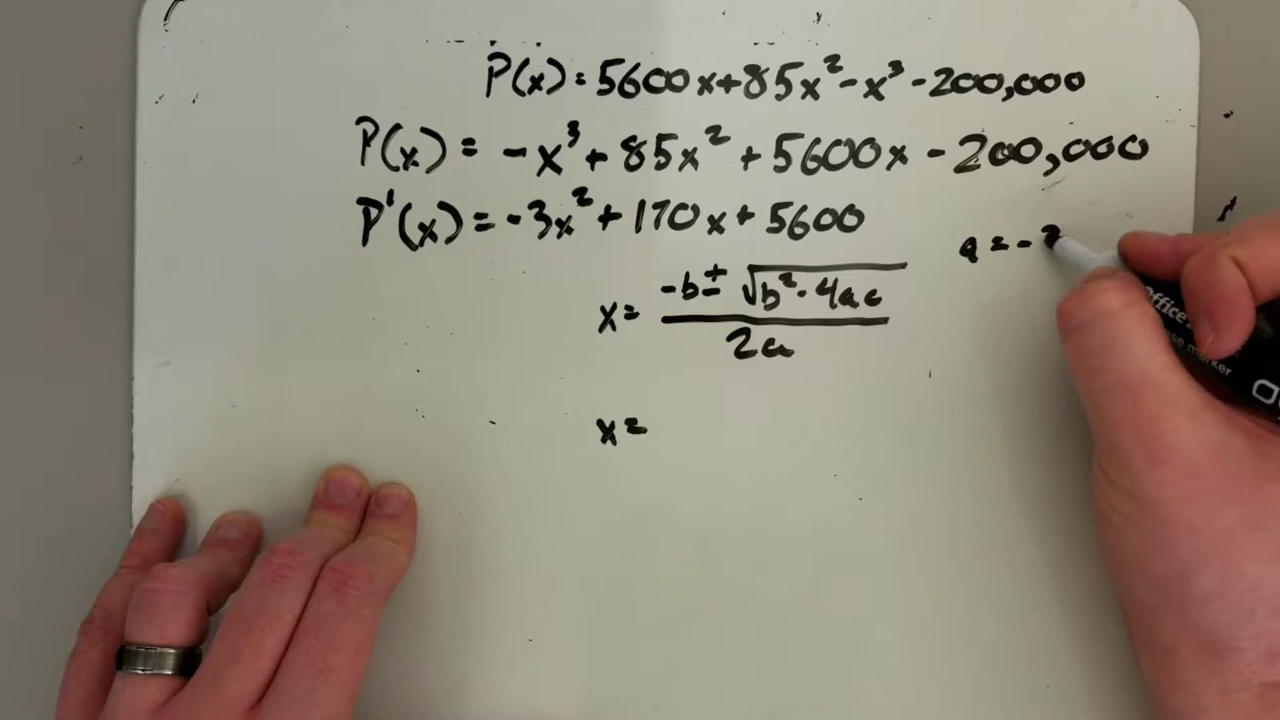 P(x) = 5600x+85x²-x³-200,000
P(x) = -x³+85x²+5600x-200,000
P'(x) = -3x²+170x+5600
a = -
x = (-b±√(b²-4ac))/(2a)
x =